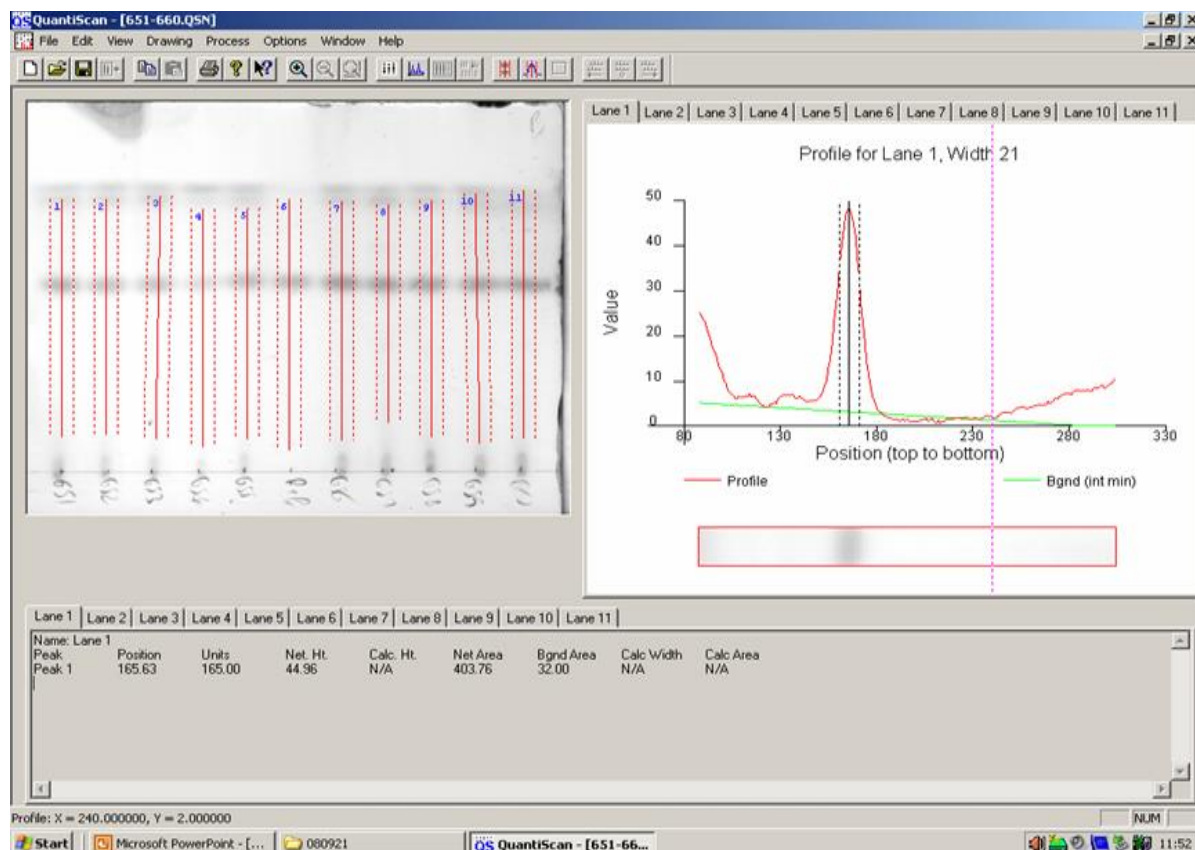 QS QuantiScan - [651-660.QSN]
File Edit View Drawing Process Options Window Help
1 2 3 4 5 6 7 8 9 10 11
Lane 1 Lane 2 Lane 3 Lane 4 Lane 5 Lane 6 Lane 7 Lane 8 Lane 9 Lane 10 Lane 11
Profile for Lane 1, Width 21
50
40
30
20
10
0
Value
80 130 180 230 280 330
Position (top to bottom)
Profile Bgnd (int min)
Lane 1 Lane 2 Lane 3 Lane 4 Lane 5 Lane 6 Lane 7 Lane 8 Lane 9 Lane 10 Lane 11
Name: Lane 1
Peak Position Units Net. Ht. Calc. Ht. Net Area Bgnd Area Calc Width Calc Area
Peak 1 165.63 165.00 44.96 N/A 403.76 32.00 N/A N/A
Profile: X = 240.000000, Y = 2.000000 NUM
Start Microsoft PowerPoint - [... 080921 QS QuantiScan - [651-66... 11:52